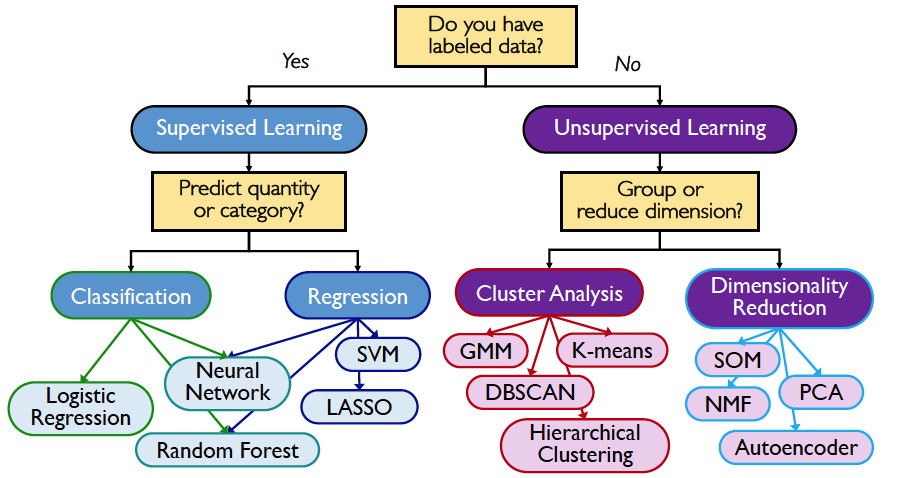 Do you have
labeled data?
Yes
No
Supervised Learning
Unsupervised Learning
Predict quantity
or category?
Group or
reduce dimension?
Classification
Regression
Cluster Analysis
Dimensionality
Reduction
Logistic
Regression
Neural
Network
Random Forest
SVM
LASSO
GMM
K-means
DBSCAN
Hierarchical
Clustering
SOM
NMF
PCA
Autoencoder